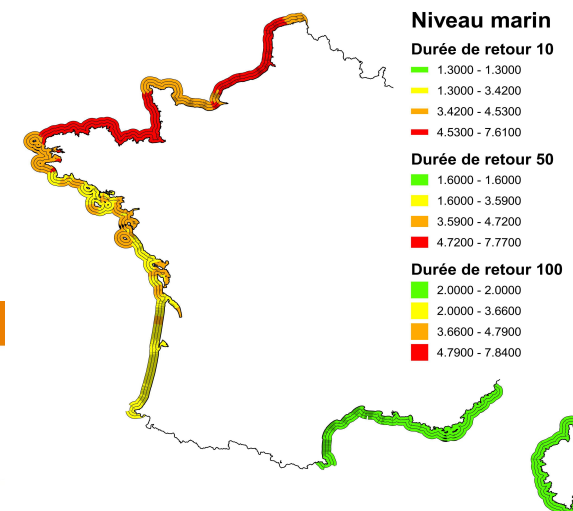 Niveau marin
Durée de retour 10
1.3000 - 1.3000
1.3000 - 3.4200
3.4200 - 4.5300
4.5300 - 7.6100
Durée de retour 50
1.6000 - 1.6000
1.6000 - 3.5900
3.5900 - 4.7200
4.7200 - 7.7700
Durée de retour 100
2.0000 - 2.0000
2.0000 - 3.6600
3.6600 - 4.7900
4.7900 - 7.8400